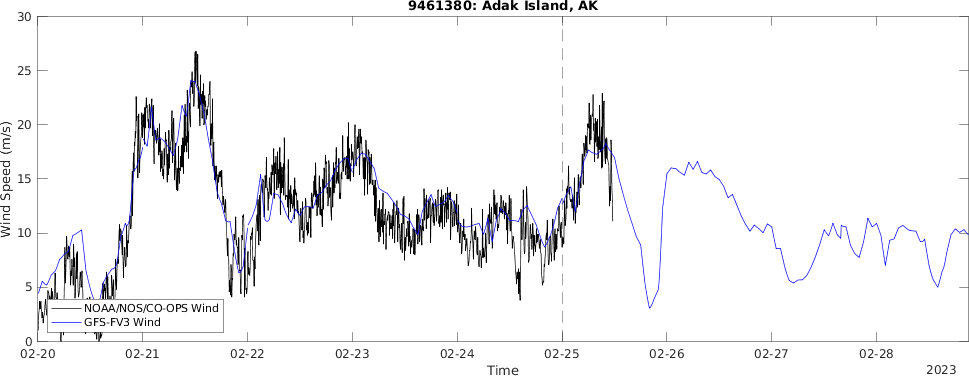 9461380: Adak Island, AK
30
25
20
15
10
5
0
Wind Speed (m/s)
NOAA/NOS/CO-OPS Wind
GFS-FV3 Wind
02-20 02-21 02-22 02-23 02-24 02-25 02-26 02-27 02-28
Time
2023